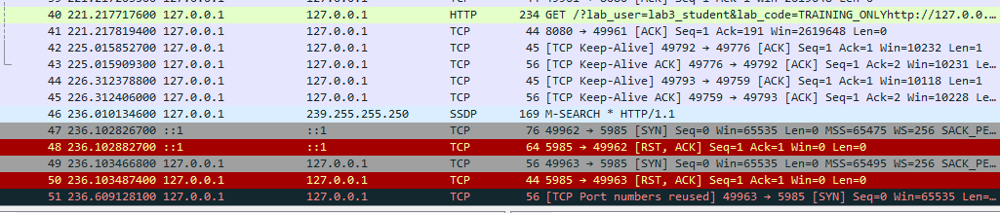 40 221.217717600 127.0.0.1 127.0.0.1 HTTP 234 GET /?lab_user=lab3_student&lab_code=TRAINING_ONLYhttp://127.0.0...
41 221.217819400 127.0.0.1 127.0.0.1 TCP 44 8080 → 49961 [ACK] Seq=1 Ack=191 Win=2619648 Len=0
42 225.015852700 127.0.0.1 127.0.0.1 TCP 45 [TCP Keep-Alive] 49792 → 49776 [ACK] Seq=1 Ack=1 Win=10232 Len=1
43 225.015909300 127.0.0.1 127.0.0.1 TCP 56 [TCP Keep-Alive ACK] 49776 → 49792 [ACK] Seq=1 Ack=2 Win=10231 Le...
44 226.312378800 127.0.0.1 127.0.0.1 TCP 45 [TCP Keep-Alive] 49793 → 49759 [ACK] Seq=1 Ack=1 Win=10118 Len=1
45 226.312406000 127.0.0.1 127.0.0.1 TCP 56 [TCP Keep-Alive ACK] 49759 → 49793 [ACK] Seq=1 Ack=2 Win=10228 Le...
46 236.010134600 127.0.0.1 239.255.255.250 SSDP 169 M-SEARCH * HTTP/1.1
47 236.102826700 ::1 ::1 TCP 76 49962 → 5985 [SYN] Seq=0 Win=65535 Len=0 MSS=65475 WS=256 SACK_PE...
48 236.102882700 ::1 ::1 TCP 64 5985 → 49962 [RST, ACK] Seq=1 Ack=1 Win=0 Len=0
49 236.103466800 127.0.0.1 127.0.0.1 TCP 56 49963 → 5985 [SYN] Seq=0 Win=65535 Len=0 MSS=65495 WS=256 SACK_PE...
50 236.103487400 127.0.0.1 127.0.0.1 TCP 44 5985 → 49963 [RST, ACK] Seq=1 Ack=1 Win=0 Len=0
51 236.609128100 127.0.0.1 127.0.0.1 TCP 56 [TCP Port numbers reused] 49963 → 5985 [SYN] Seq=0 Win=65535 Len=...